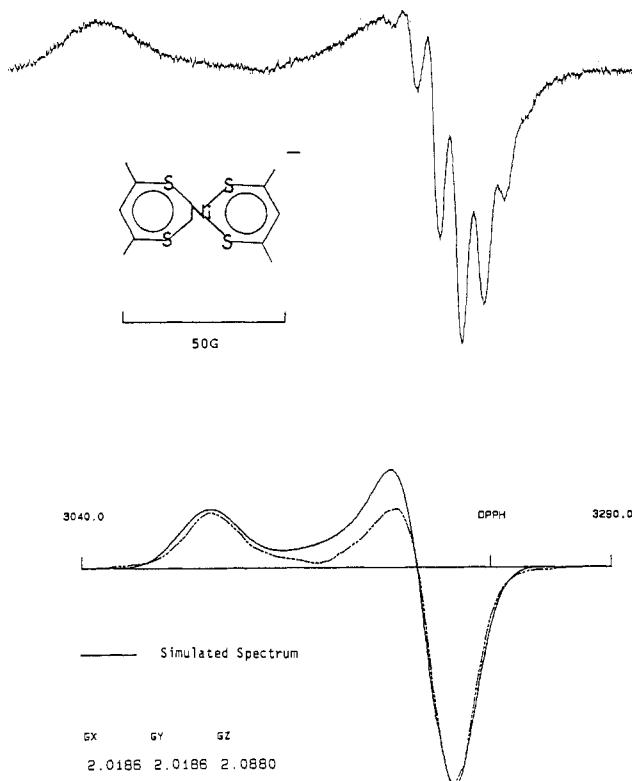 S S
Ni
S S
50G
3040.0 DPPH 3290.0
Simulated Spectrum
GX GY GZ
2.0186 2.0186 2.0880